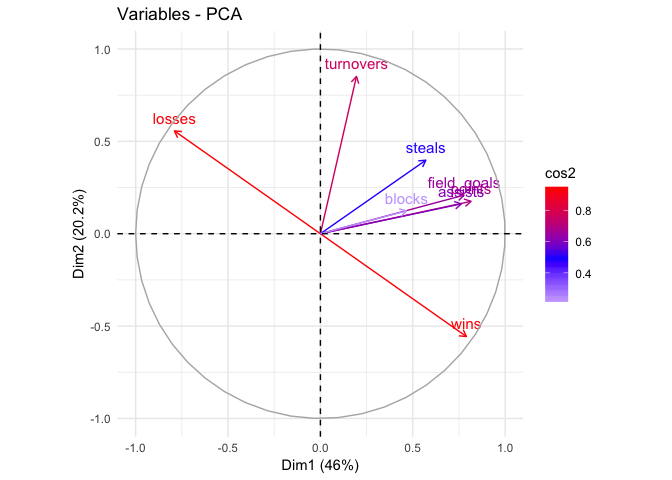 Variables - PCA
1.0
0.5
0.0
-0.5
-1.0
-1.0
-0.5
0.0
0.5
1.0
Dim1 (46%)
Dim2 (20.2%)
turnovers
losses
steals
field_goals
points
assists
blocks
wins
cos2
0.8
0.6
0.4